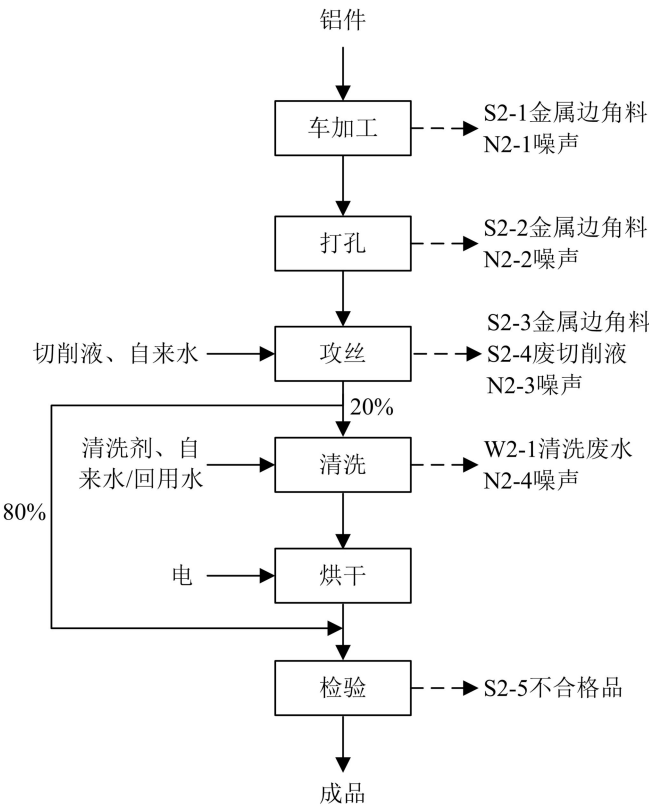 铝件
车加工
S2-1金属边角料
N2-1噪声
打孔
S2-2金属边角料
N2-2噪声
切削液、自来水
攻丝
S2-3金属边角料
S2-4废切削液
N2-3噪声
20%
清洗剂、自
来水/回用水
清洗
W2-1清洗废水
N2-4噪声
80%
电
烘干
检验
S2-5不合格品
成品